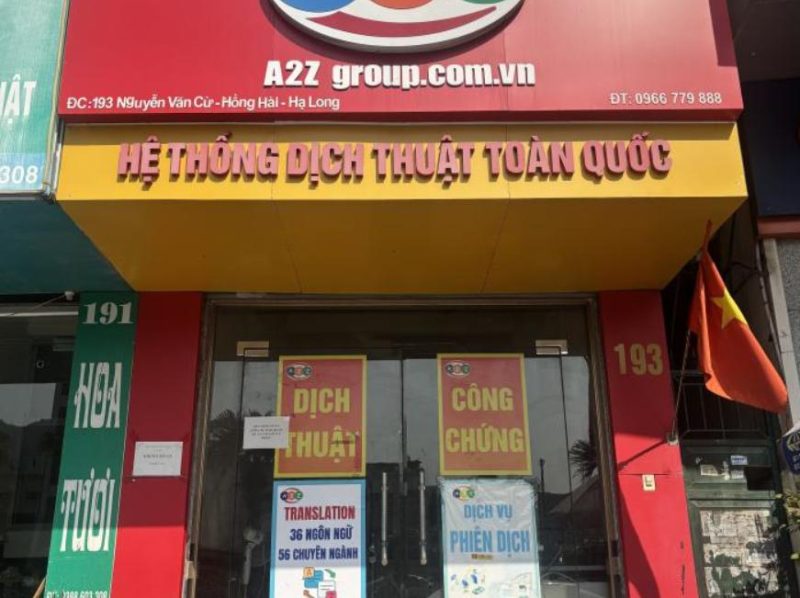 A2Z group.com.vn
ĐC:193 Nguyễn Văn Cừ - Hồng Hải - Hạ Long
ĐT: 0966 779 888
HỆ THỐNG DỊCH THUẬT TOÀN QUỐC
308
191
HOA
TƯƠI
193
DỊCH
THUẬT
CÔNG
CHỨNG
TRANSLATION
36 NGÔN NGỮ
56 CHUYÊN NGÀNH
DỊCH VỤ
PHIÊN DỊCH